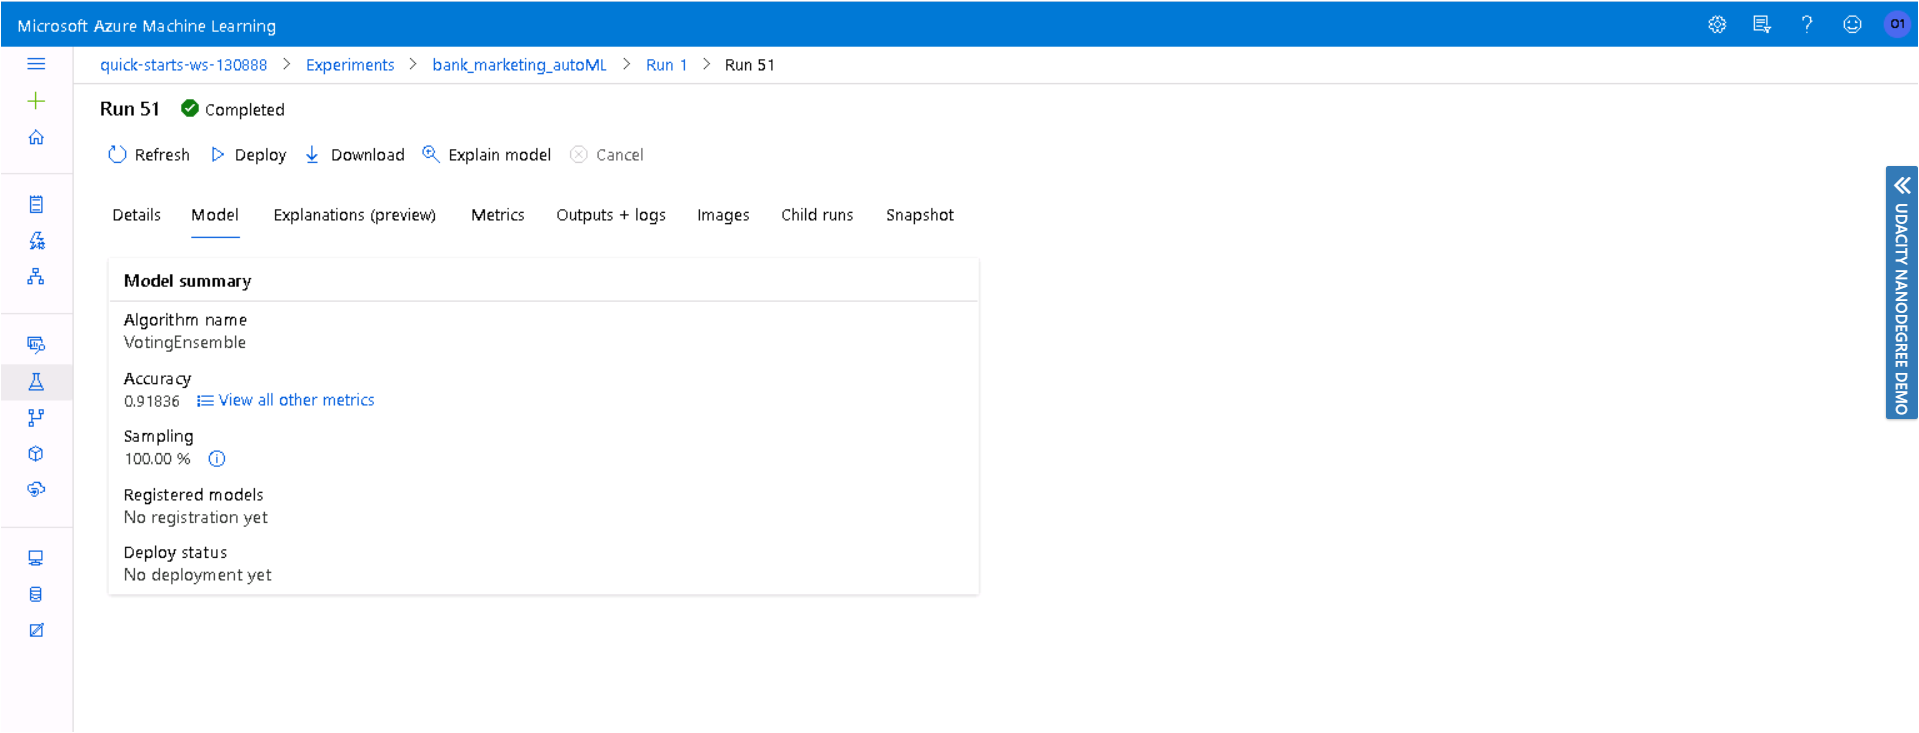 Microsoft Azure Machine Learning
01
quick-starts-ws-130888 > Experiments > bank_marketing_autoML > Run 1 > Run 51
Run 51 Completed
Refresh Deploy Download Explain model Cancel
Details Model Explanations (preview) Metrics Outputs + logs Images Child runs Snapshot
Model summary
Algorithm name
VotingEnsemble
Accuracy
0.91836 View all other metrics
Sampling
100.00 %
Registered models
No registration yet
Deploy status
No deployment yet
UDACITY NANODEGREE DEMO